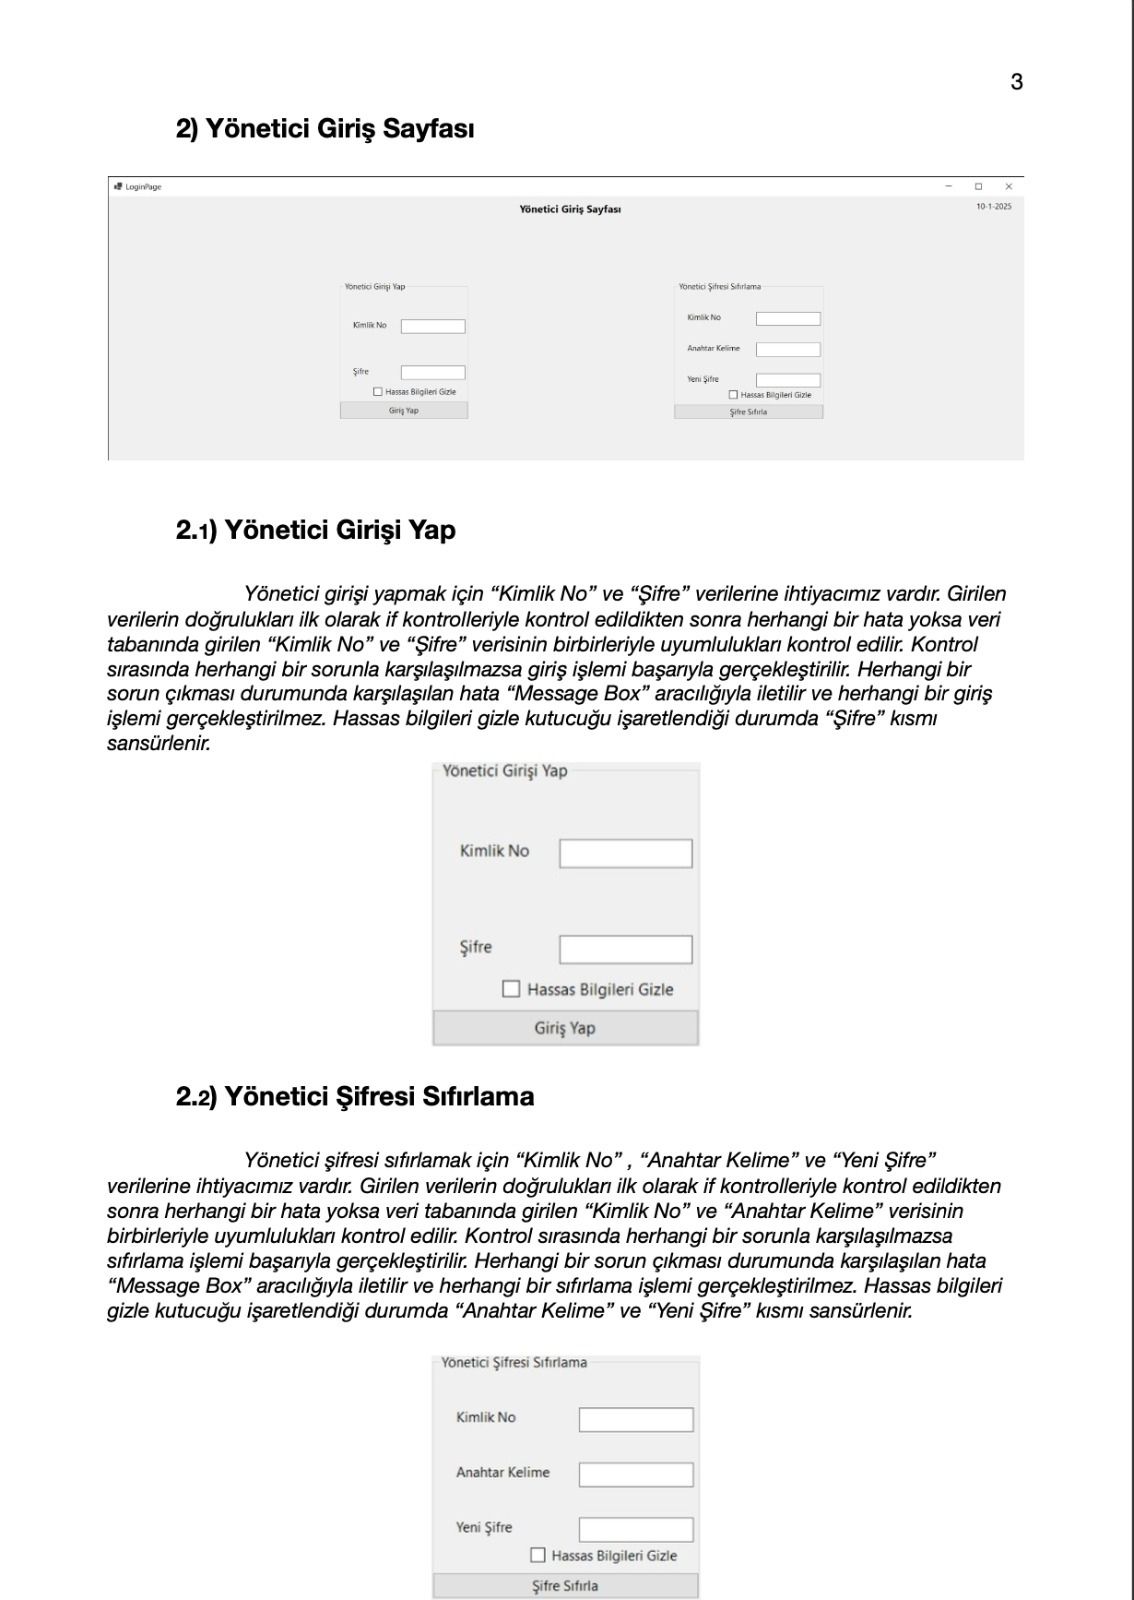 3
2) Yönetici Giriş Sayfası
LoginPage
Yönetici Giriş Sayfası
10-1-2025
Yönetici Girişi Yap
Kimlik No
Şifre
Hassas Bilgileri Gizle
Giriş Yap
Yönetici Şifresi Sıfırlama
Kimlik No
Anahtar Kelime
Yeni Şifre
Hassas Bilgileri Gizle
Şifre Sıfırla
2.1) Yönetici Girişi Yap
Yönetici girişi yapmak için “Kimlik No” ve “Şifre” verilerine ihtiyacımız vardır. Girilen
verilerin doğrulukları ilk olarak if kontrolleriyle kontrol edildikten sonra herhangi bir hata yoksa veri
tabanında girilen “Kimlik No” ve “Şifre” verisinin birbirleriyle uyumlulukları kontrol edilir. Kontrol
sırasında herhangi bir sorunla karşılaşılmazsa giriş işlemi başarıyla gerçekleştirilir. Herhangi bir
sorun çıkması durumunda karşılaşılan hata “Message Box” aracılığıyla iletilir ve herhangi bir giriş
işlemi gerçekleştirilmez. Hassas bilgileri gizle kutucuğu işaretlendiği durumda “Şifre” kısmı
sansürlenir.
Yönetici Girişi Yap
Kimlik No
Şifre
Hassas Bilgileri Gizle
Giriş Yap
2.2) Yönetici Şifresi Sıfırlama
Yönetici şifresi sıfırlamak için “Kimlik No” , “Anahtar Kelime” ve “Yeni Şifre”
verilerine ihtiyacımız vardır. Girilen verilerin doğrulukları ilk olarak if kontrolleriyle kontrol edildikten
sonra herhangi bir hata yoksa veri tabanında girilen “Kimlik No” ve “Anahtar Kelime” verisinin
birbirleriyle uyumlulukları kontrol edilir. Kontrol sırasında herhangi bir sorunla karşılaşılmazsa
sıfırlama işlemi başarıyla gerçekleştirilir. Herhangi bir sorun çıkması durumunda karşılaşılan hata
“Message Box” aracılığıyla iletilir ve herhangi bir sıfırlama işlemi gerçekleştirilmez. Hassas bilgileri
gizle kutucuğu işaretlendiği durumda “Anahtar Kelime” ve “Yeni Şifre” kısmı sansürlenir.
Yönetici Şifresi Sıfırlama
Kimlik No
Anahtar Kelime
Yeni Şifre
Hassas Bilgileri Gizle
Şifre Sıfırla